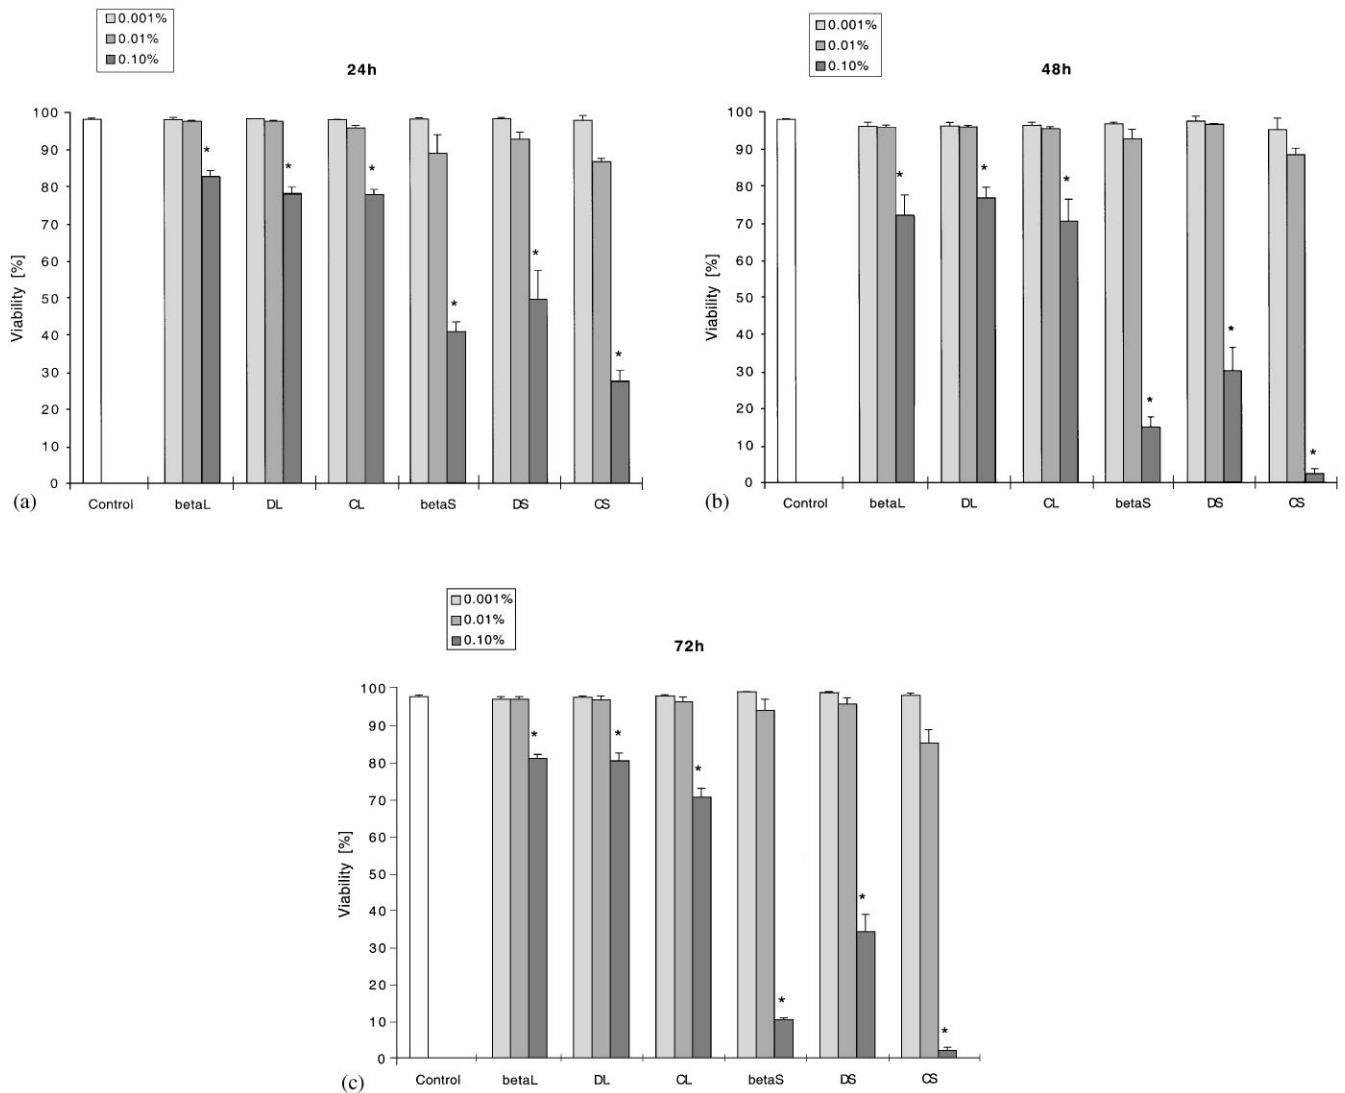 0.001%
0.01%
0.10%
24h
100
90
80
70
60
50
40
30
20
10
0
Viability [%]
* * * * * *
Control betaL DL CL betaS DS CS
(a)
0.001%
0.01%
0.10%
48h
100
90
80
70
60
50
40
30
20
10
0
Viability [%]
* * * * * *
Control betaL DL CL betaS DS CS
(b)
0.001%
0.01%
0.10%
72h
100
90
80
70
60
50
40
30
20
10
0
Viability [%]
* * * * * *
Control betaL DL CL betaS DS CS
(c)